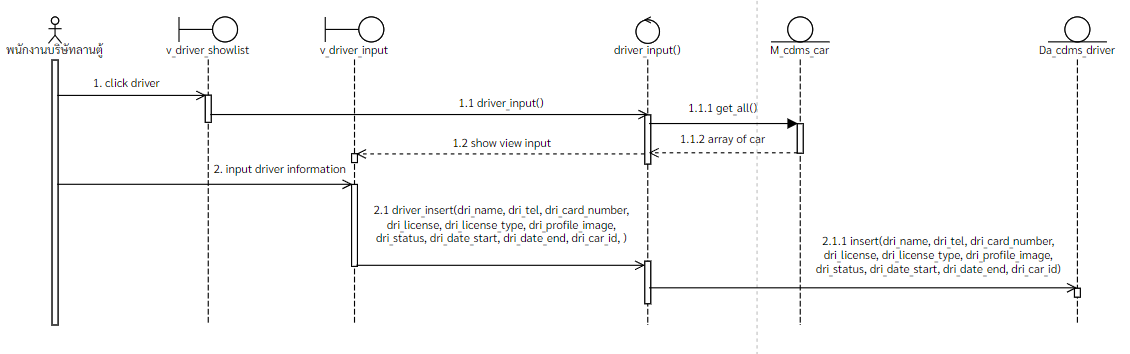 พนักงานบริษัทลานตู้
v_driver_showlist
v_driver_input
driver_input()
M_cdms_car
Da_cdms_driver
1. click driver
1.1 driver_input()
1.1.1 get_all()
1.1.2 array of car
1.2 show view input
2. input driver information
2.1 driver_insert(dri_name, dri_tel, dri_card_number,
dri_license, dri_license_type, dri_profile_image,
dri_status, dri_date_start, dri_date_end, dri_car_id, )
2.1.1 insert(dri_name, dri_tel, dri_card_number,
dri_license, dri_license_type, dri_profile_image,
dri_status, dri_date_start, dri_date_end, dri_car_id)